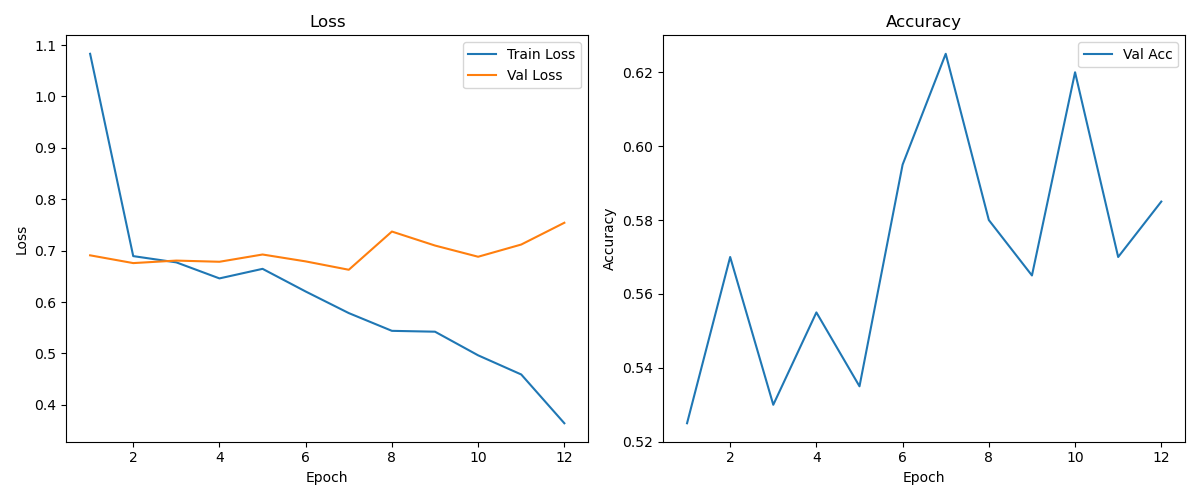 Loss
Train Loss
Val Loss
1.1
1.0
0.9
0.8
0.7
0.6
0.5
0.4
Loss
2 4 6 8 10 12
Epoch
Accuracy
Val Acc
0.62
0.60
0.58
0.56
0.54
0.52
Accuracy
2 4 6 8 10 12
Epoch